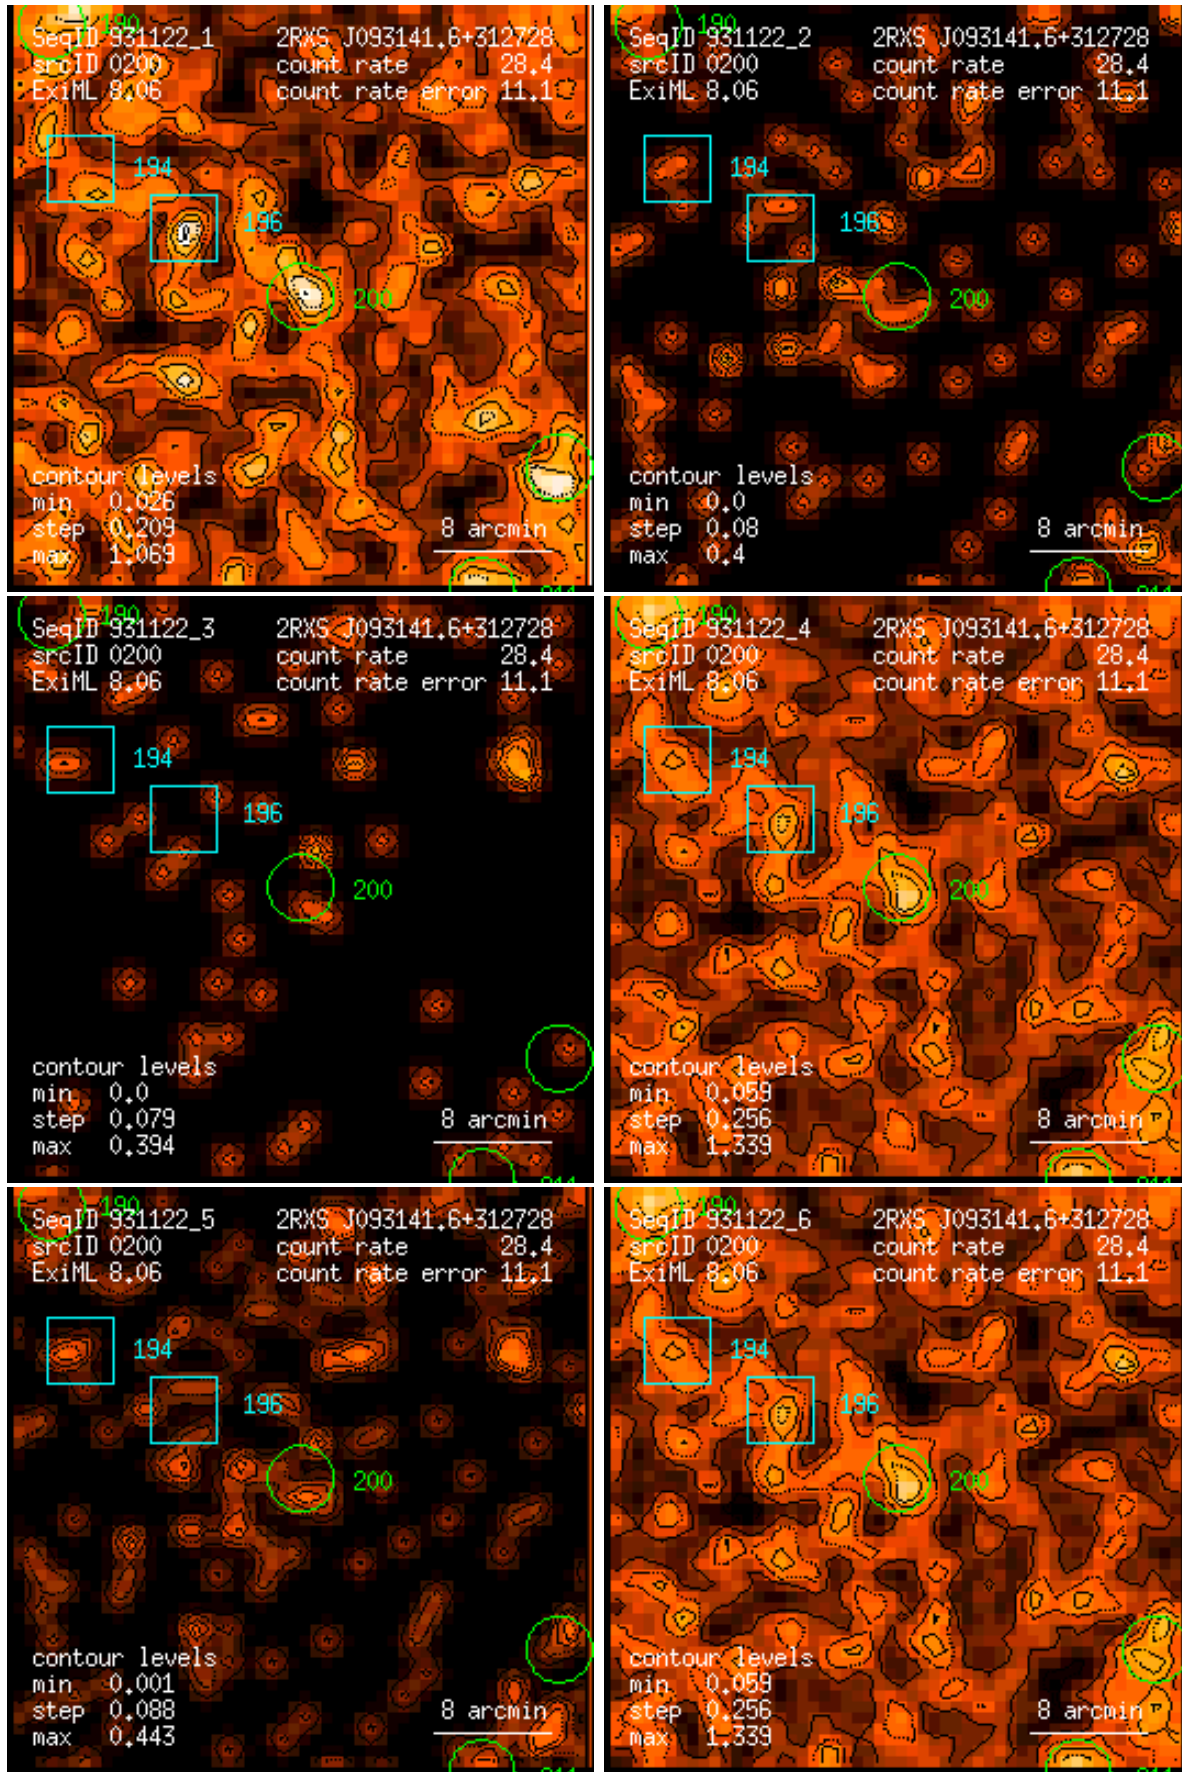 190
SeqID 931122_1 2RXS J093141.6+312728
srcID 0200 count rate 28.4
ExiML 8.06 count rate error 11.1
194
196
200
contour levels
min 0.026
step 0.209 8 arcmin
max 1.069
190
SeqID 931122_2 2RXS J093141.6+312728
srcID 0200 count rate 28.4
ExiML 8.06 count rate error 11.1
194
196
200
contour levels
min 0.0
step 0.08 8 arcmin
max 0.4
190
SeqID 931122_3 2RXS J093141.6+312728
srcID 0200 count rate 28.4
ExiML 8.06 count rate error 11.1
194
196
200
contour levels
min 0.0
step 0.079 8 arcmin
max 0.394
190
SeqID 931122_4 2RXS J093141.6+312728
srcID 0200 count rate 28.4
ExiML 8.06 count rate error 11.1
194
196
200
contour levels
min 0.059
step 0.256 8 arcmin
max 1.339
190
SeqID 931122_5 2RXS J093141.6+312728
srcID 0200 count rate 28.4
ExiML 8.06 count rate error 11.1
194
196
200
contour levels
min 0.001
step 0.088 8 arcmin
max 0.443
190
SeqID 931122_6 2RXS J093141.6+312728
srcID 0200 count rate 28.4
ExiML 8.06 count rate error 11.1
194
196
200
contour levels
min 0.059
step 0.256 8 arcmin
max 1.339